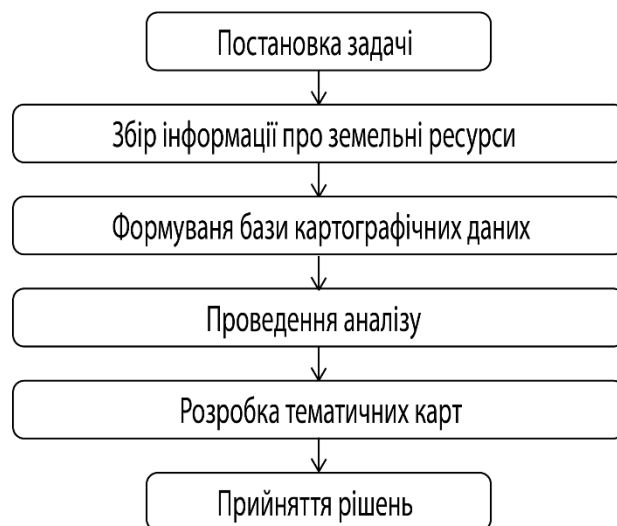 Постановка задачі
Збір інформації про земельні ресурси
Формуваня бази картографічних даних
Проведення аналізу
Розробка тематичних карт
Прийняття рішень